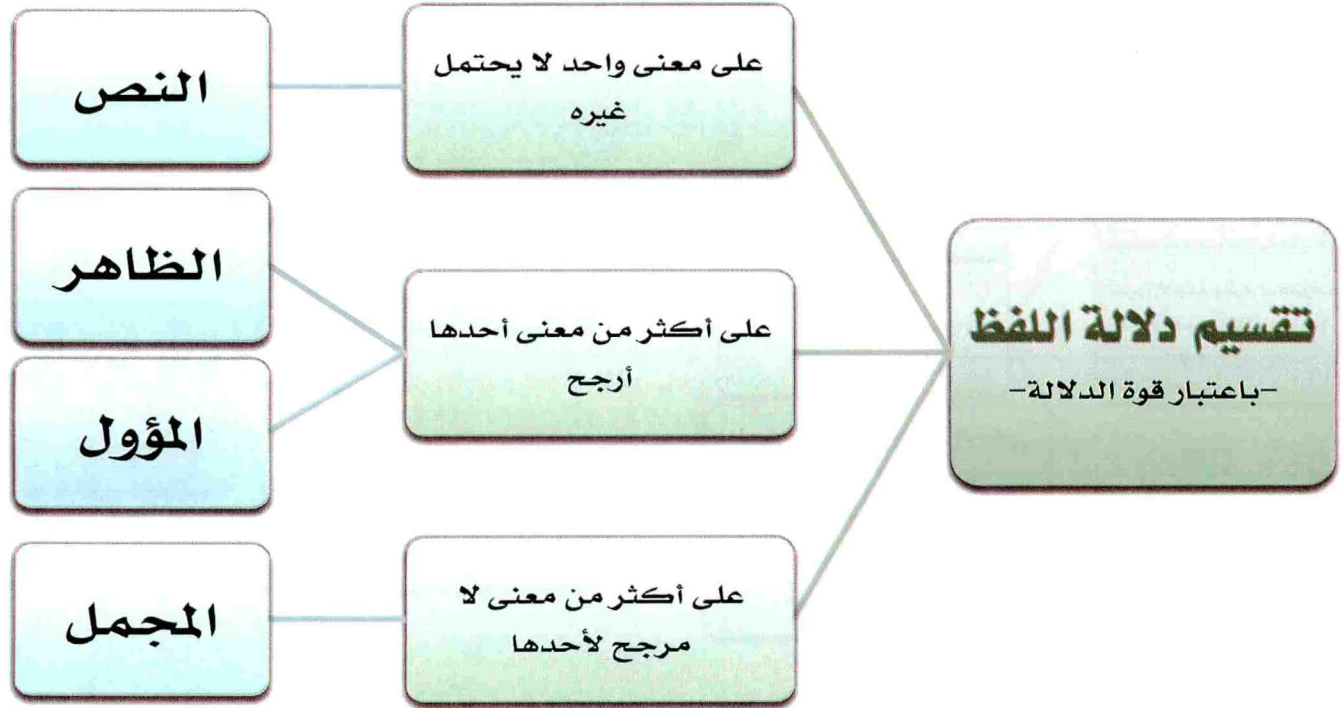 تقسيم دلالة اللفظ
-باعتبار قوة الدلالة-
على معنى واحد لا يحتمل
غيره
النص
على أكثر من معنى أحدها
أرجح
الظاهر
المؤول
على أكثر من معنى لا
مرجح لأحدها
المجمل